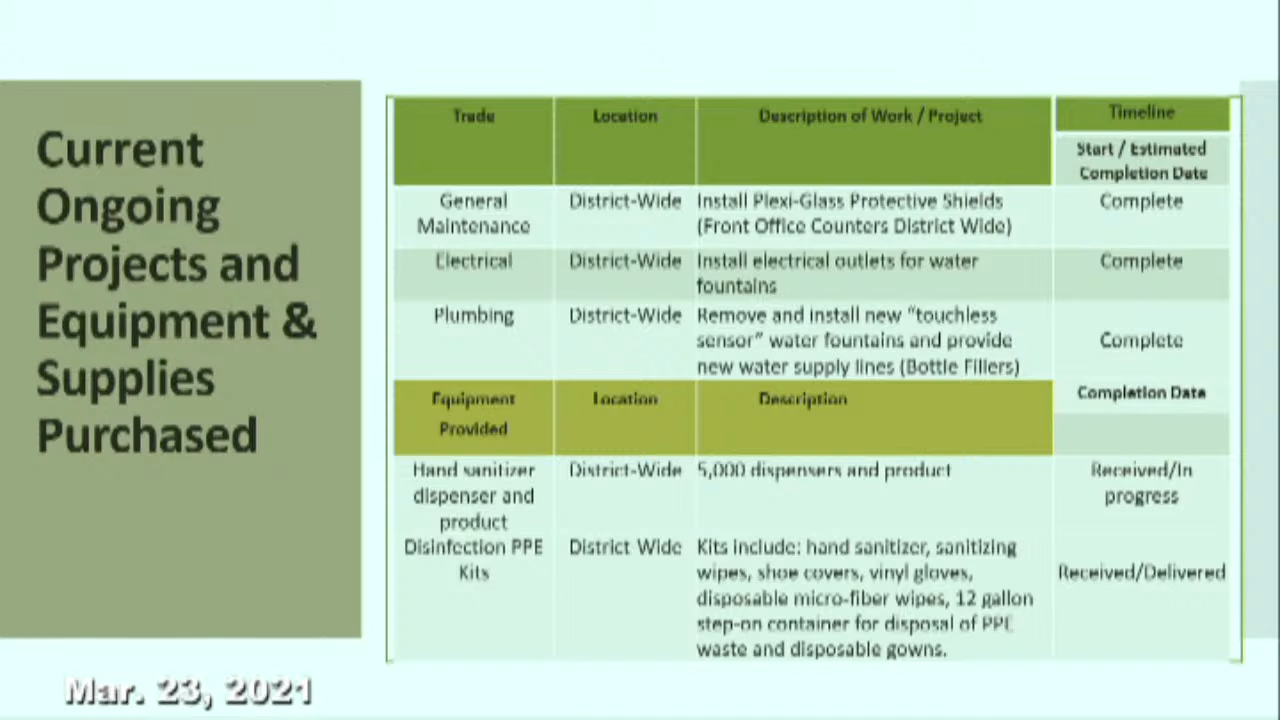 Current
Ongoing
Projects and
Equipment &
Supplies
Purchased
Trade
Location
Description of Work / Project
Timeline
Start / Estimated
Completion Date
General
Maintenance
District-Wide
Install Plexi-Glass Protective Shields
(Front Office Counters District Wide)
Complete
Electrical
District-Wide
Install electrical outlets for water
fountains
Complete
Plumbing
District-Wide
Remove and install new “touchless
sensor” water fountains and provide
new water supply lines (Bottle Fillers)
Complete
Equipment
Provided
Location
Description
Completion Date
Hand sanitizer
dispenser and
product
District-Wide
5,000 dispensers and product
Received/In
progress
Disinfection PPE
Kits
District Wide
Kits include: hand sanitizer, sanitizing
wipes, shoe covers, vinyl gloves,
disposable micro-fiber wipes, 12 gallon
step-on container for disposal of PPE
waste and disposable gowns.
Received/Delivered
Mar. 23, 2021